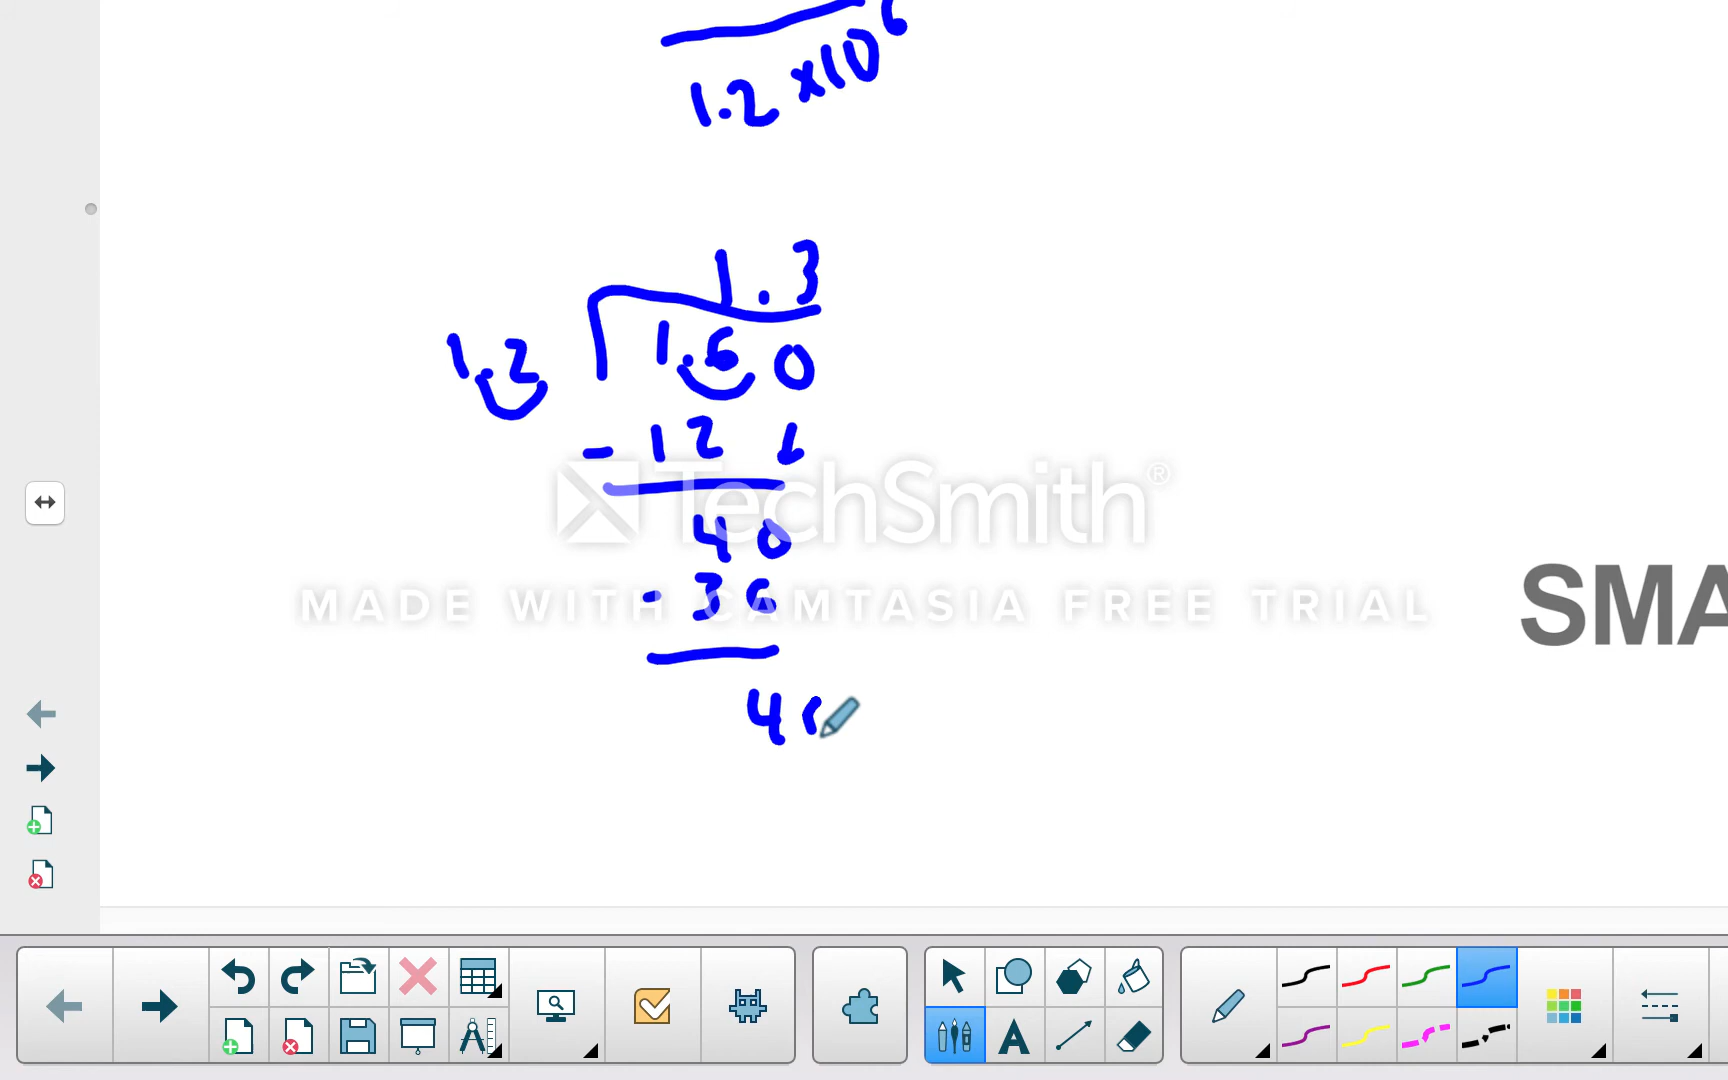 1.2 x10 6
1.3
1.2 1.60
- 12
40
- 36
4
TechSmith®
MADE WITH CAMTASIA FREE TRIAL
SMA
A